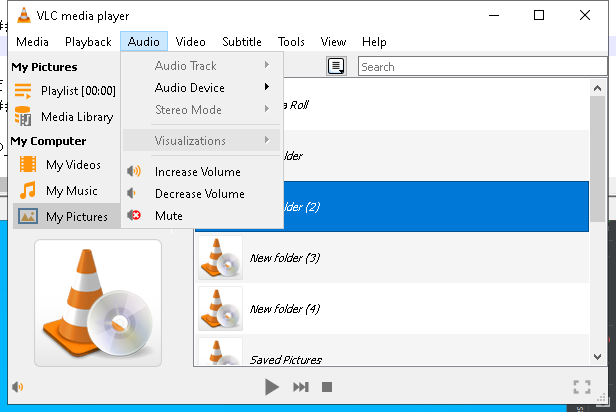 VLC media player
Media Playback Audio Video Subtitle Tools View Help
My Pictures
Playlist [00:00]
Media Library
My Computer
My Videos
My Music
My Pictures
Audio Track
Audio Device
Stereo Mode
Visualizations
Increase Volume
Decrease Volume
Mute
Search
a Roll
lder
lder (2)
New folder (3)
New folder (4)
Saved Pictures